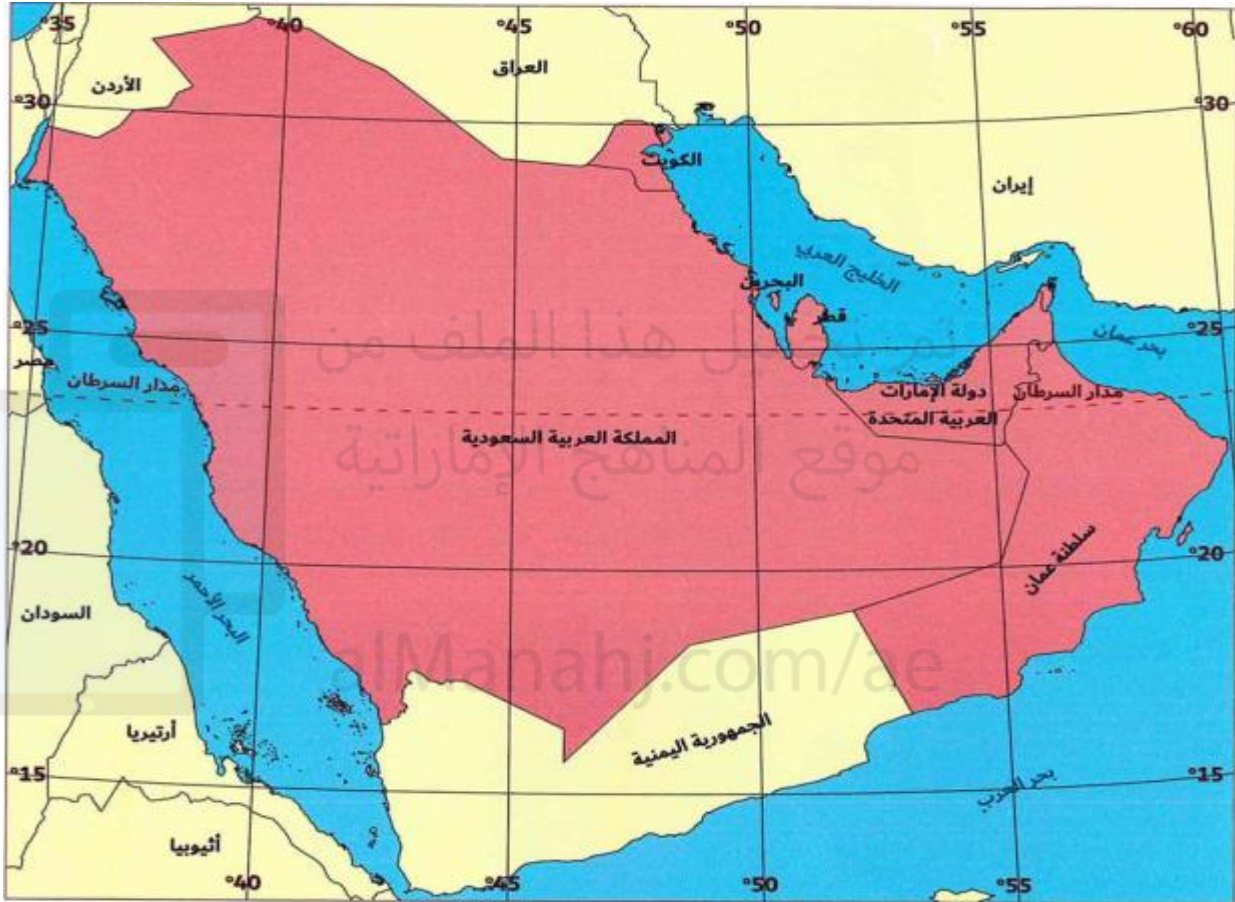 °35
°40
°45
°50
°55
°60
العراق
الأردن
°30
°30
الكويت
إيران
الخليج العربي
البحرين
قطر
°25
°25
بحر عمان
تم تحميل هذا الملف من
مصر
مدار السرطان
دولة الإمارات
العربية المتحدة
مدار السرطان
المملكة العربية السعودية
موقع المناهج الإماراتية
°20
°20
سلطنة عمان
البحر الأحمر
السودان
alManahj.com/ae
الجمهورية اليمنية
أرتيريا
°15
°15
بحر العرب
أثيوبيا
°40
°45
°50
°55